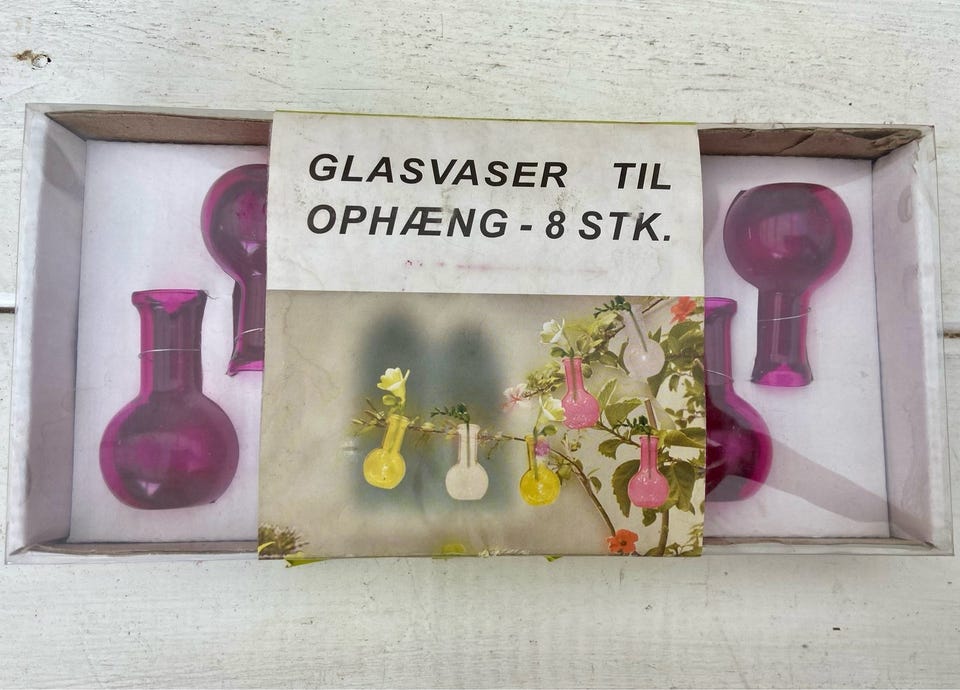 GLASVASER TIL
OPHÆNG - 8 STK.